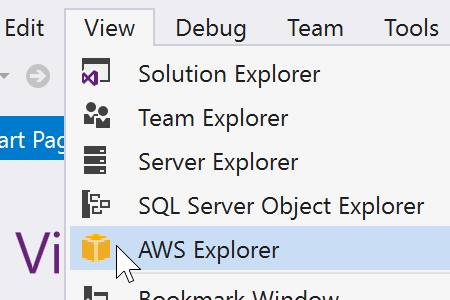 Edit View Debug Team Tools
Solution Explorer
Team Explorer
art Pag
Server Explorer
SQL Server Object Explorer
Vi
AWS Explorer
Bookmark Window